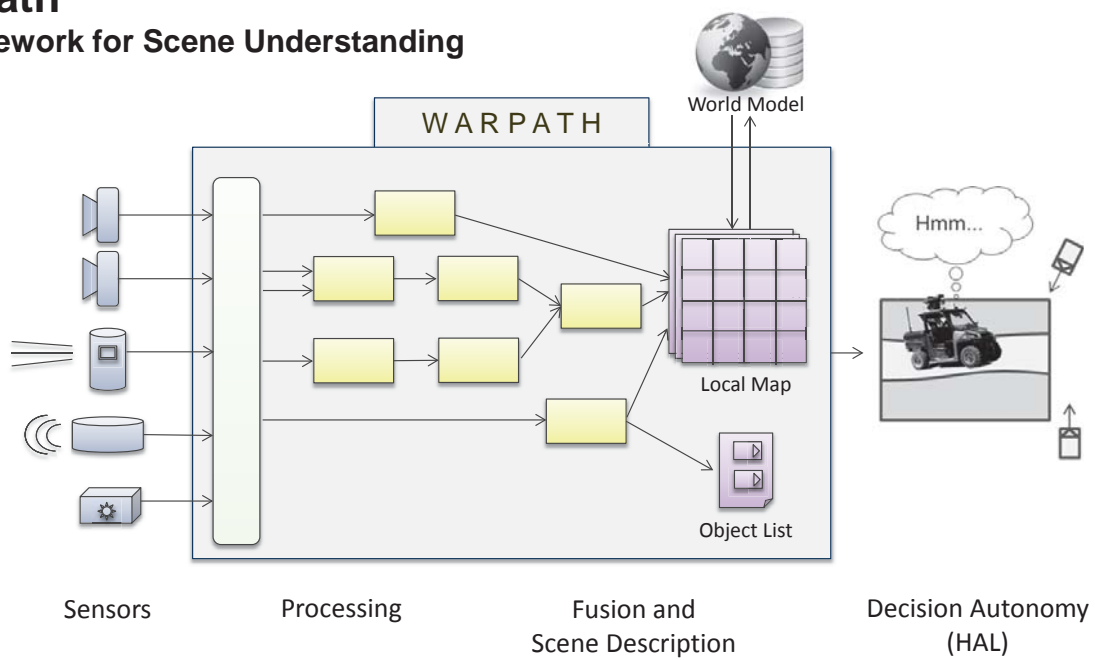 ework for Scene Understanding
World Model
WARPATH
Hmm...
Local Map
Object List
Sensors
Processing
Fusion and
Scene Description
Decision Autonomy
(HAL)